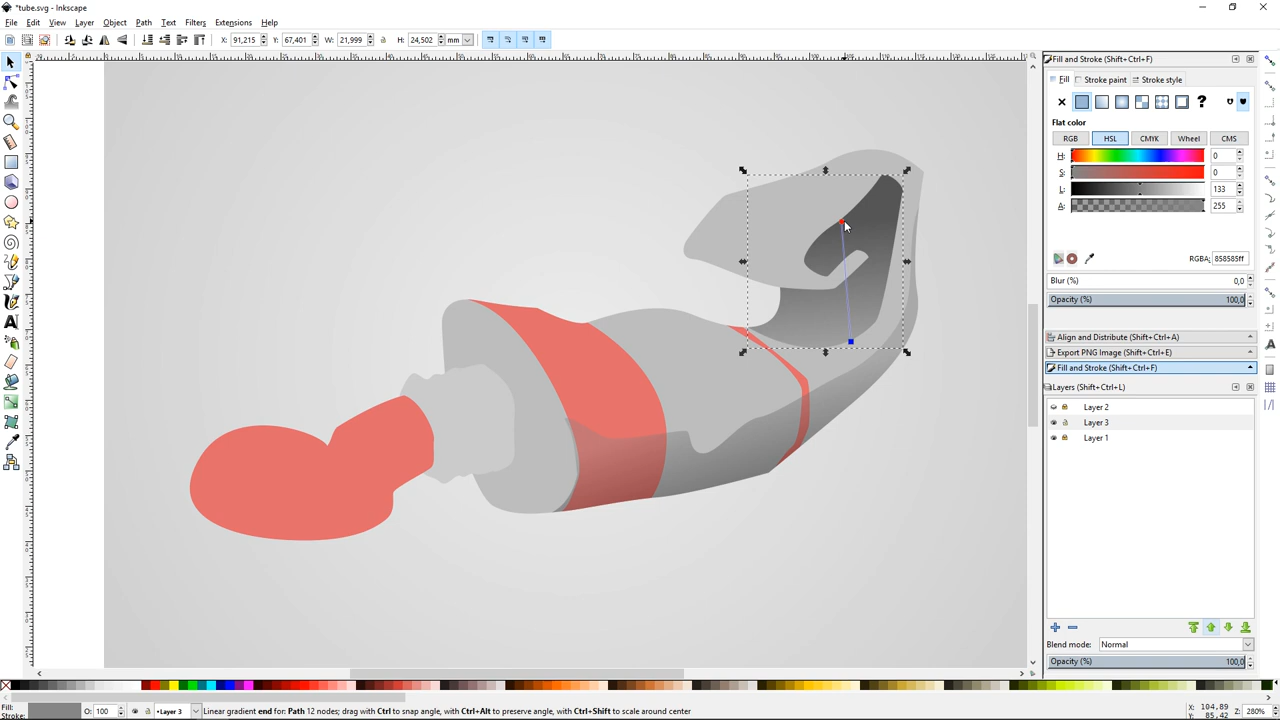 *tube.svg - Inkscape
File Edit View Layer Object Path Text Filters Extensions Help
X: 91,215 Y: 67,401 W: 21,999 H: 24,502 mm
Fill and Stroke (Shift+Ctrl+F)
Fill Stroke paint Stroke style
Flat color
RGB HSL CMYK Wheel CMS
H: 0
S: 0
L: 133
A: 255
RGBA: 858585ff
Blur (%) 0,0
Opacity (%) 100,0
Align and Distribute (Shift+Ctrl+A)
Export PNG Image (Shift+Ctrl+E)
Fill and Stroke (Shift+Ctrl+F)
Layers (Shift+Ctrl+L)
Layer 2
Layer 3
Layer 1
Blend mode: Normal
Opacity (%) 100,0
Fill:
Stroke:
O: 100
•Layer 3
Linear gradient end for: Path 12 nodes; drag with Ctrl to snap angle, with Ctrl+Alt to preserve angle, with Ctrl+Shift to scale around center
X: 104,89
Y: 85,42
Z: 280%